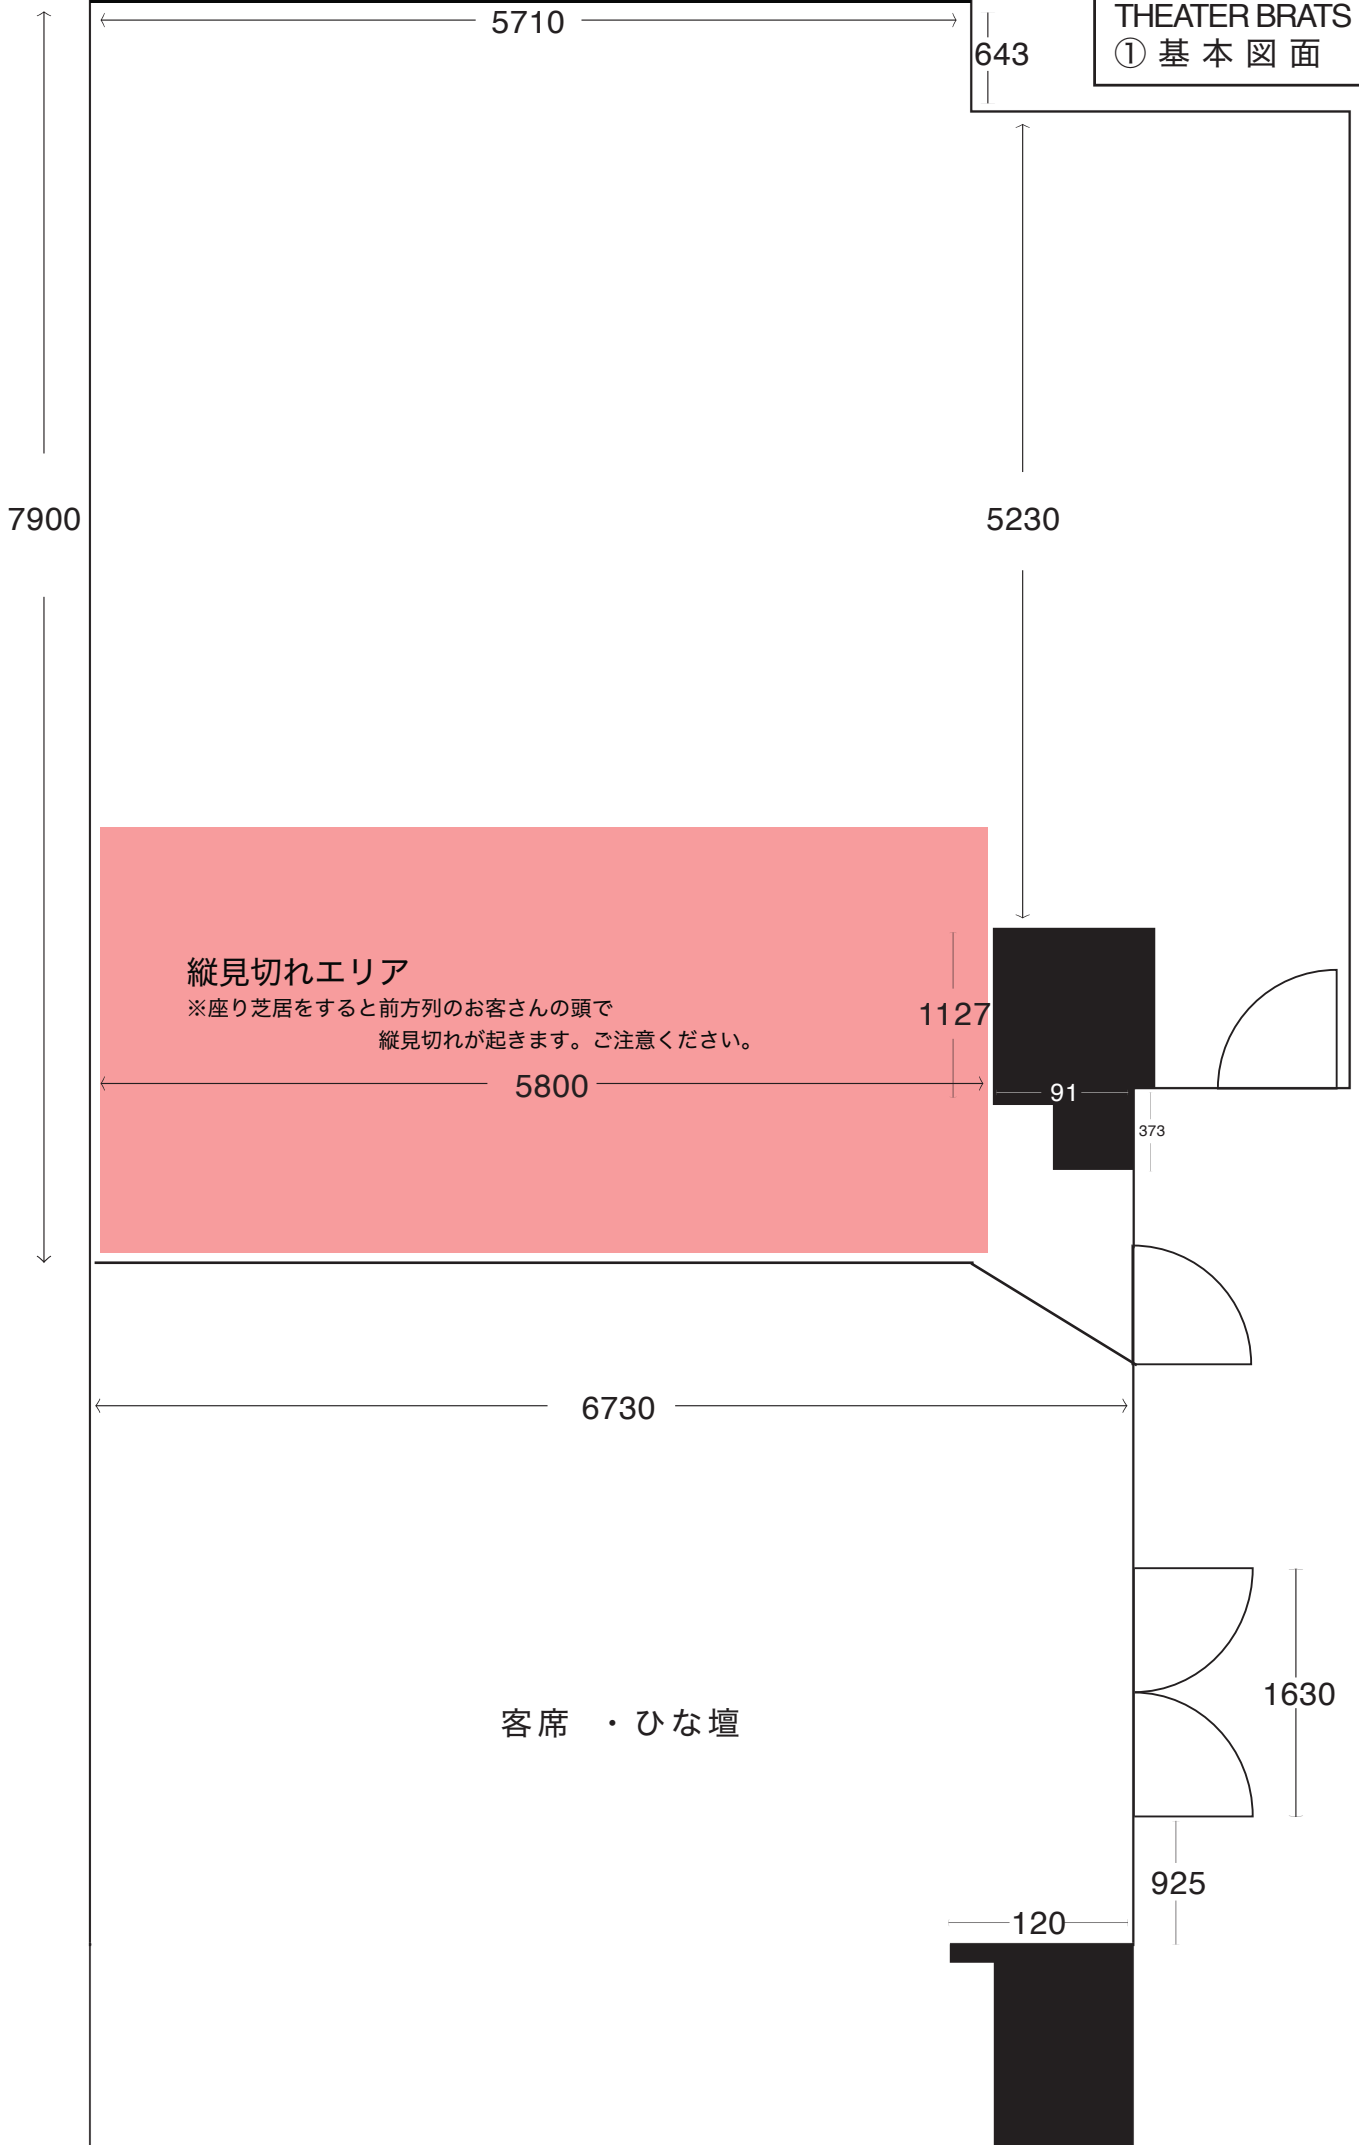 THEATER BRATS
① 基本図面
5710
643
7900
5230
縦見切れエリア
※座り芝居をすると前方列のお客さんの頭で
縦見切れが起きます。ご注意ください。
1127
5800
91
373
6730
1630
客席 ・ひな壇
925
120